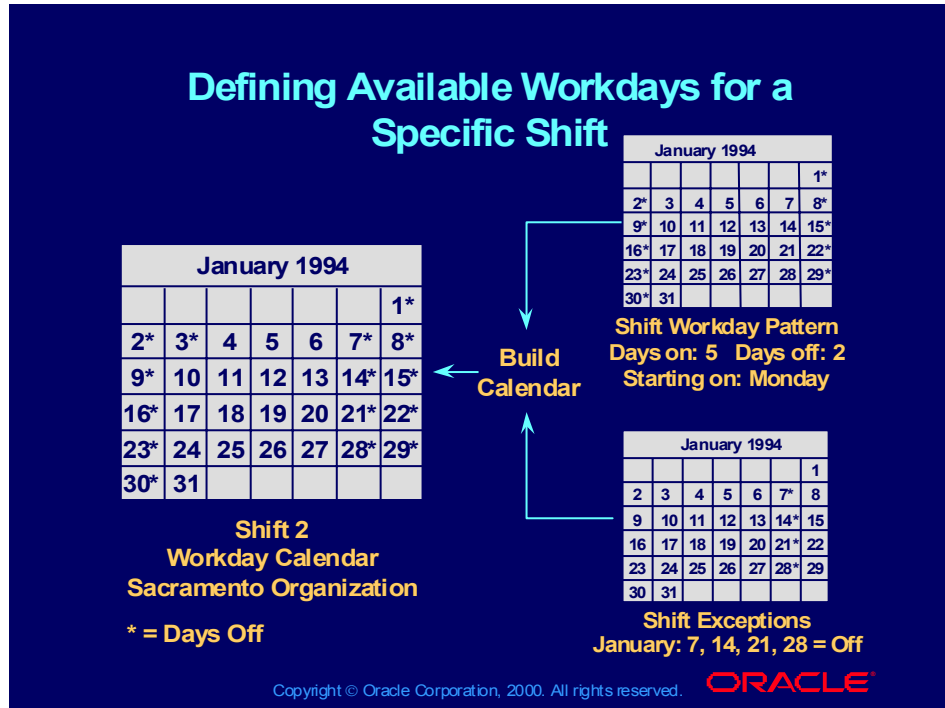 Defining Available Workdays for a
Specific Shift
January 1994
1*
2* 3 4 5 6 7 8*
9* 10 11 12 13 14 15*
16* 17 18 19 20 21 22*
23* 24 25 26 27 28 29*
30* 31
Shift Workday Pattern
Days on: 5 Days off: 2
Starting on: Monday
January 1994
1*
2* 3* 4 5 6 7* 8*
9* 10 11 12 13 14* 15*
16* 17 18 19 20 21* 22*
23* 24 25 26 27 28* 29*
30* 31
Shift 2
Workday Calendar
Sacramento Organization
* = Days Off
Build
Calendar
January 1994
1
2 3 4 5 6 7* 8
9 10 11 12 13 14* 15
16 17 18 19 20 21* 22
23 24 25 26 27 28* 29
30 31
Shift Exceptions
January: 7, 14, 21, 28 = Off
Copyright © Oracle Corporation, 2000. All rights reserved.
ORACLE®